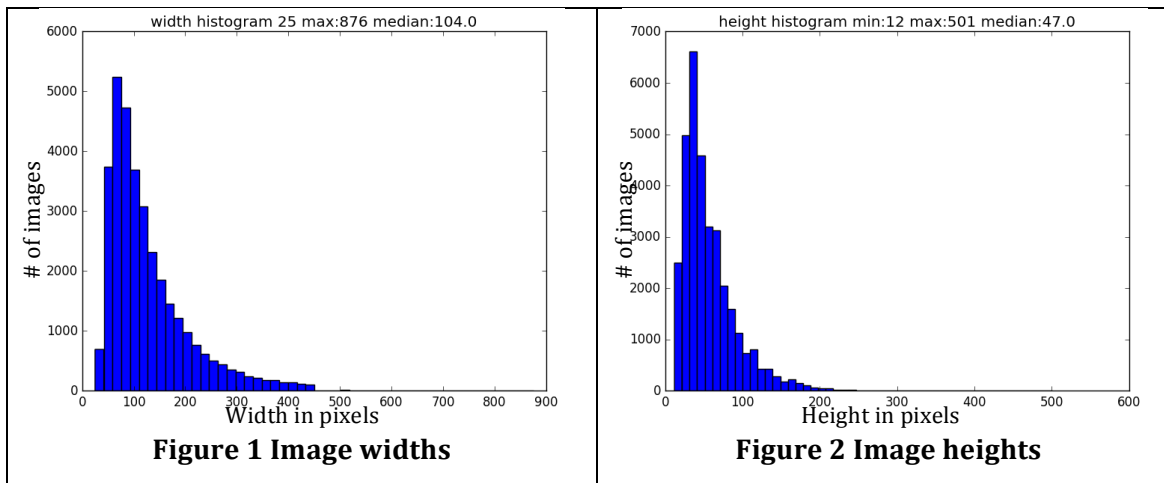 width histogram 25 max:876 median:104.0
6000
5000
4000
3000
2000
1000
0
# of images
0 100 200 300 400 500 600 700 800 900
Width in pixels
Figure 1 Image widths
height histogram min:12 max:501 median:47.0
7000
6000
5000
4000
3000
2000
1000
0
# of images
0 100 200 300 400 500 600
Height in pixels
Figure 2 Image heights